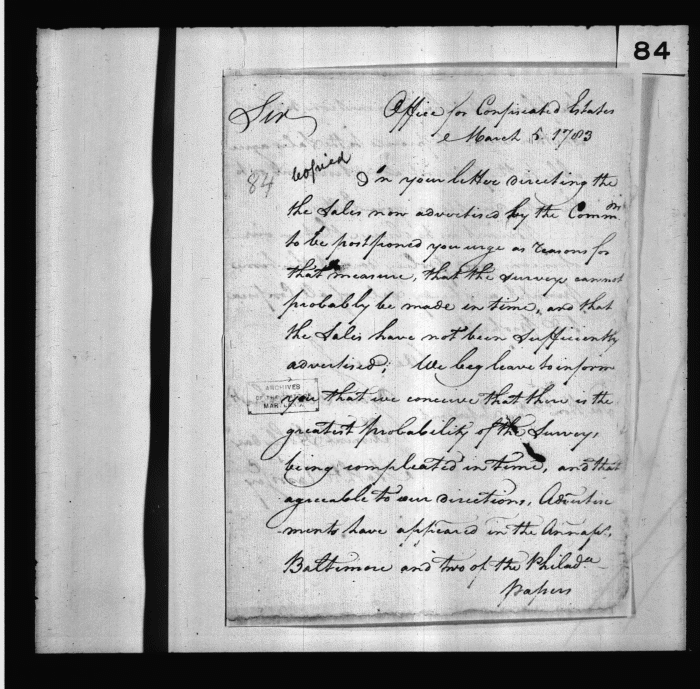 84
Sir
Office for Confiscated Estates
March 5 1783
84
Copied
In your letter directing the
the Sales now advertised by the Commrs
to be postponed you urge as reasons for
that measure, that the surveys cannot
probably be made in time, and that
the Sales have not been sufficiently
advertised; We beg leave to inform
ARCHIVES
MARYLAND
you that we conceive that there is the
greatest probability of the Surveys,
being compleated in time, and that
agreeable to our directions, Advertise
ments have appeared in the Annaps.
Baltimore and two of the Philada
papers